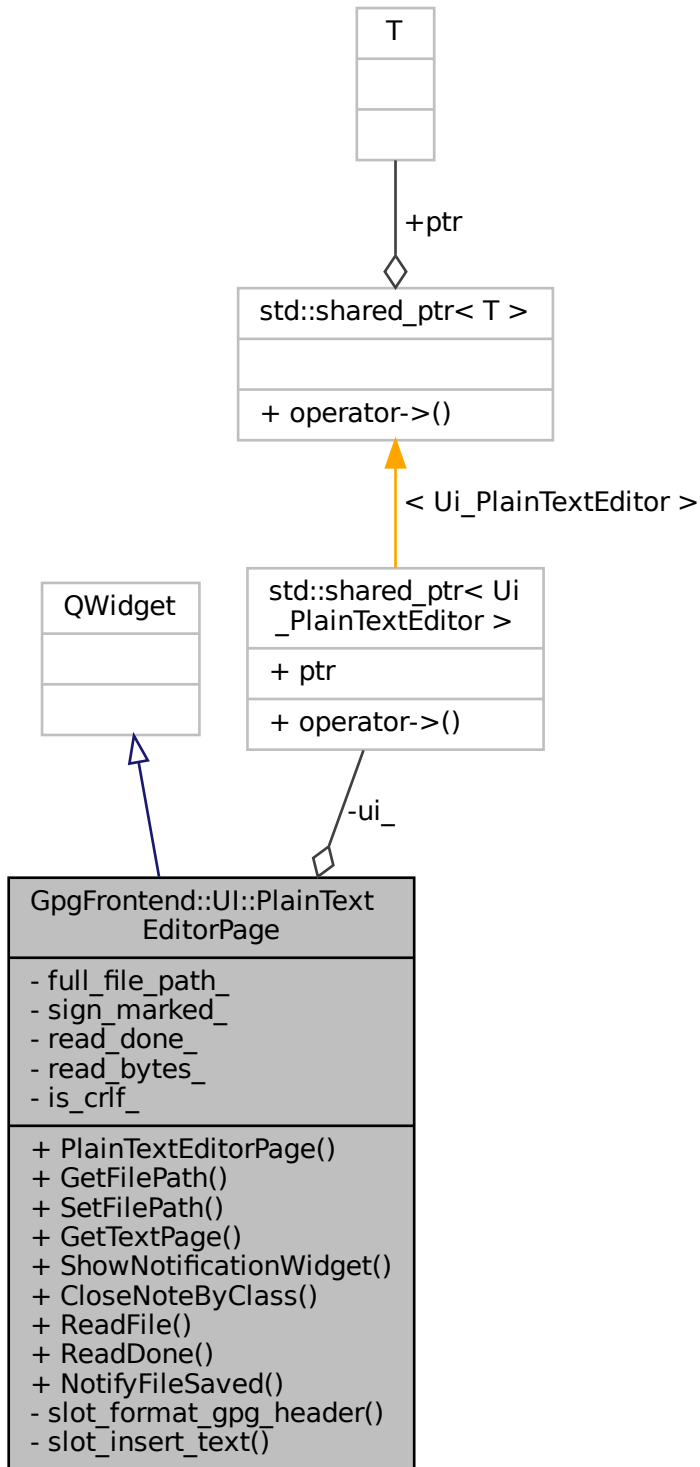 T
+ptr
std::shared_ptr< T >
+ operator->()
< Ui_PlainTextEditor >
std::shared_ptr< Ui
_PlainTextEditor >
+ ptr
+ operator->()
QWidget
-ui_
GpgFrontend::UI::PlainText
EditorPage
- full_file_path_
- sign_marked_
- read_done_
- read_bytes_
- is_crlf_
+ PlainTextEditorPage()
+ GetFilePath()
+ SetFilePath()
+ GetTextPage()
+ ShowNotificationWidget()
+ CloseNoteByClass()
+ ReadFile()
+ ReadDone()
+ NotifyFileSaved()
- slot_format_gpg_header()
- slot_insert_text()